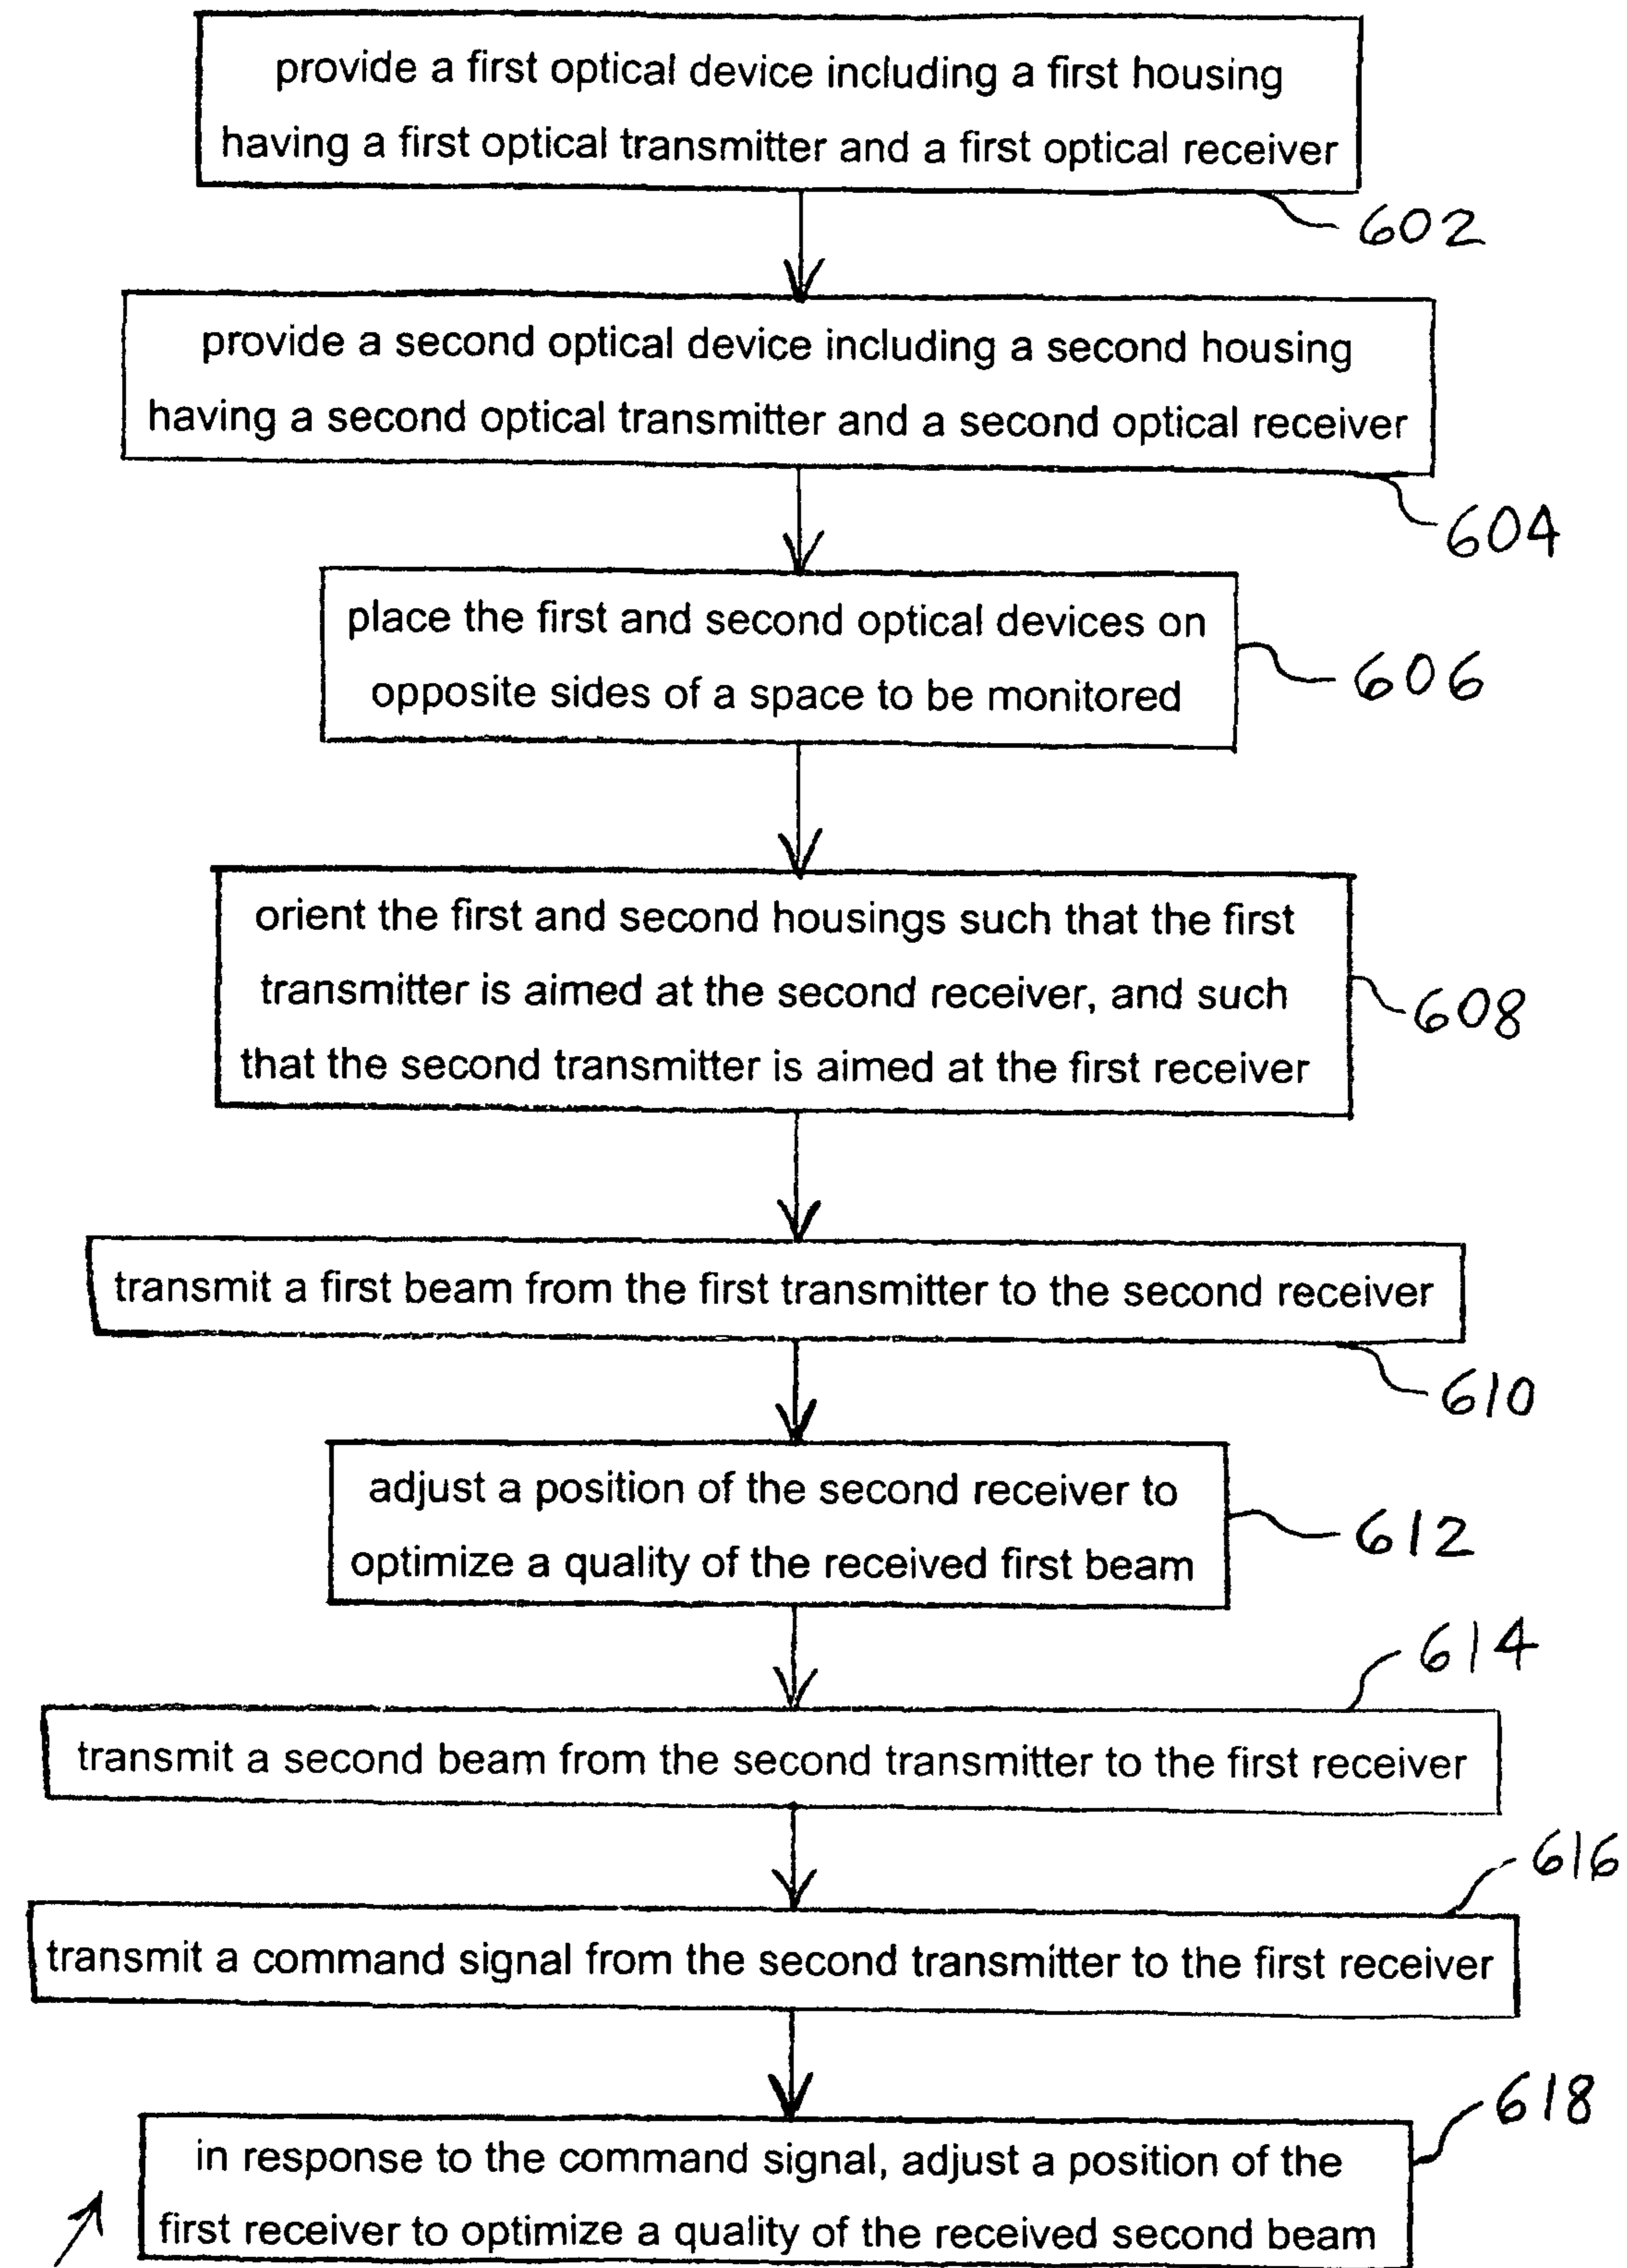 provide a first optical device including a first housing
having a first optical transmitter and a first optical receiver
602
provide a second optical device including a second housing
having a second optical transmitter and a second optical receiver
604
place the first and second optical devices on
opposite sides of a space to be monitored
606
orient the first and second housings such that the first
transmitter is aimed at the second receiver, and such
that the second transmitter is aimed at the first receiver
608
transmit a first beam from the first transmitter to the second receiver
610
adjust a position of the second receiver to
optimize a quality of the received first beam
612
614
transmit a second beam from the second transmitter to the first receiver
616
transmit a command signal from the second transmitter to the first receiver
618
in response to the command signal, adjust a position of the
first receiver to optimize a quality of the received second beam